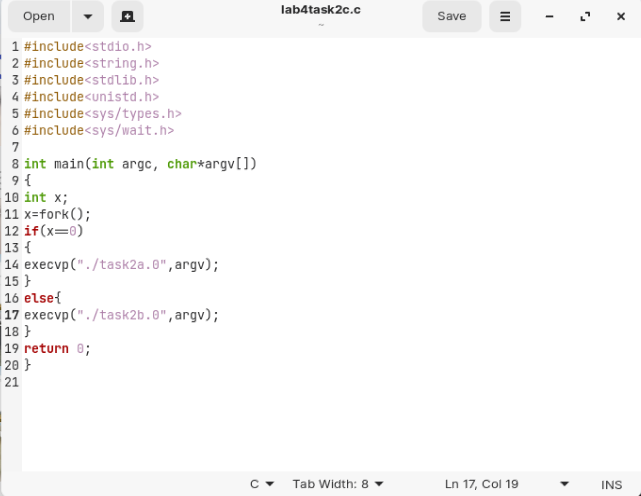 Open
lab4task2c.c
~
Save
1 #include<stdio.h>
2 #include<string.h>
3 #include<stdlib.h>
4 #include<unistd.h>
5 #include<sys/types.h>
6 #include<sys/wait.h>
7
8 int main(int argc, char*argv[])
9 {
10 int x;
11 x=fork();
12 if(x==0)
13 {
14 execvp("./task2a.0",argv);
15 }
16 else{
17 execvp("./task2b.0",argv);
18 }
19 return 0;
20 }
21
C Tab Width: 8 Ln 17, Col 19 INS